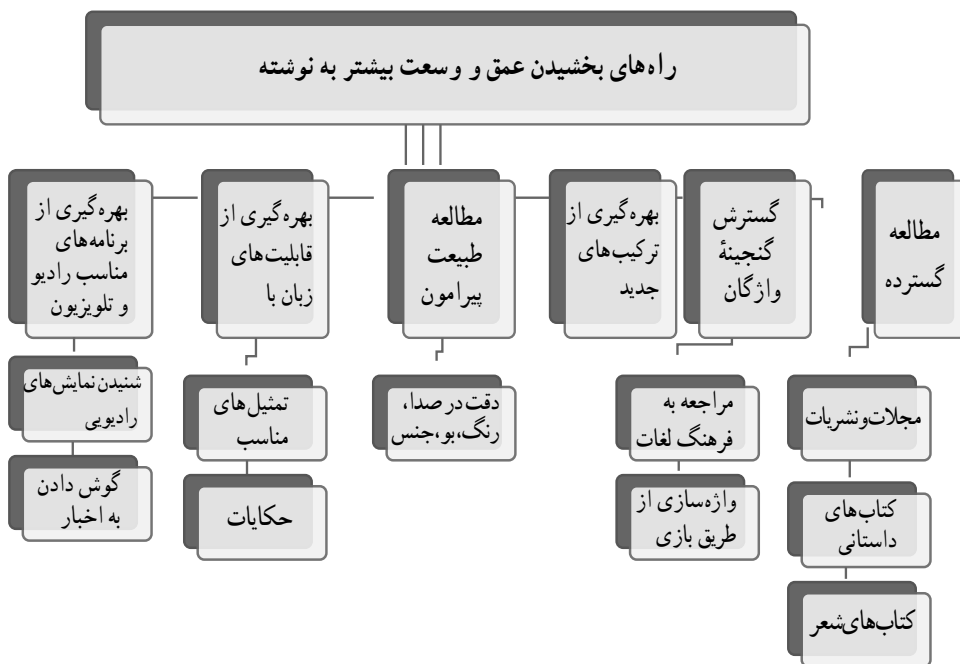 راه‌های بخشیدن عمق و وسعت بیشتر به نوشته
مطالعه
گسترده
گسترش
گنجینهٔ
واژگان
بهره‌گیری از
ترکیب‌های
جدید
مطالعه
طبیعت
پیرامون
بهره‌گیری از
قابلیت‌های
زبان با
بهره‌گیری از
برنامه‌های
مناسب رادیو
و تلویزیون
مجلات‌ونشریات
کتاب‌های
داستانی
کتاب‌های‌شعر
مراجعه به
فرهنگ لغات
واژه‌سازی از
طریق بازی
دقت در صدا،
رنگ،بو،جنس
تمثیل‌های
مناسب
حکایات
شنیدن نمایش‌های
رادیویی
گوش دادن
به اخبار